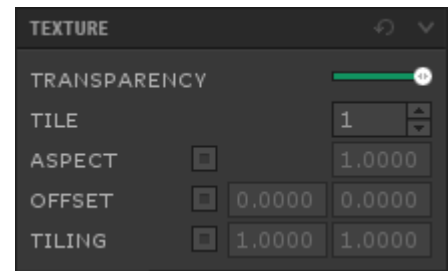 TEXTURE
TRANSPARENCY
TILE 1
ASPECT 1.0000
OFFSET 0.0000 0.0000
TILING 1.0000 1.0000